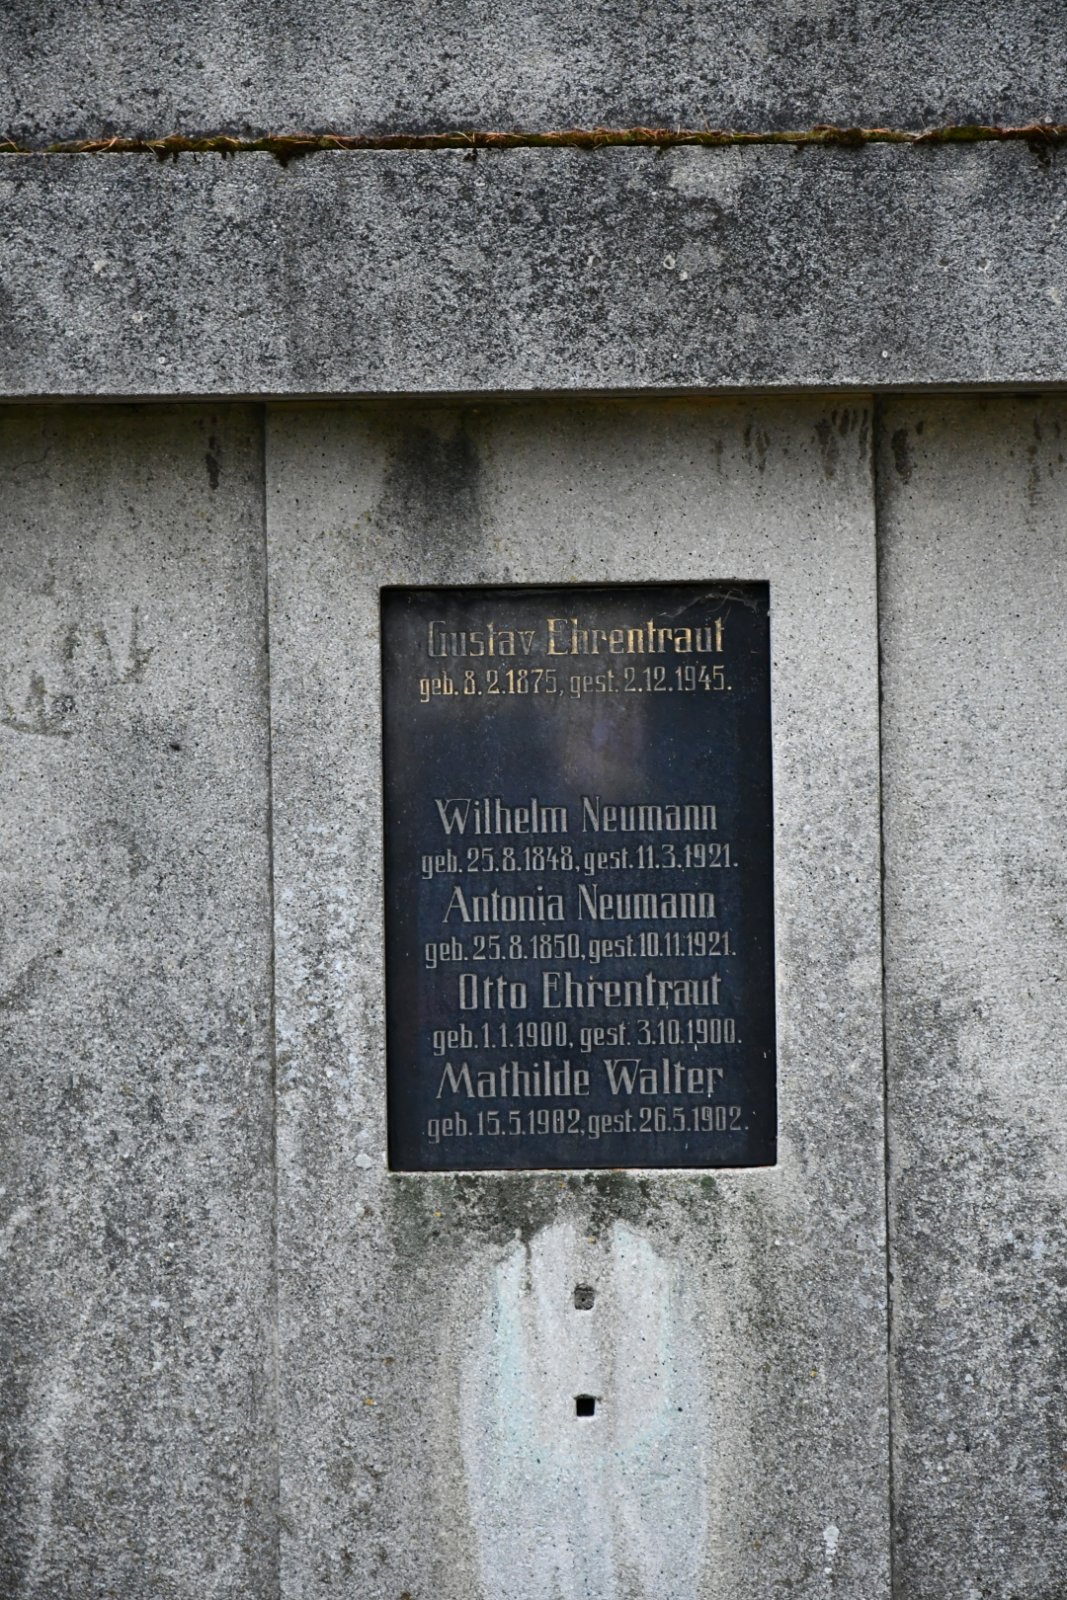 Gustav Ehrentraut
geb. 8.2.1875, gest. 2.12.1945.
Wilhelm Neumann
geb. 25.8.1848, gest. 11.3.1921.
Antonia Neumann
geb. 25.8.1850, gest. 10.11.1921.
Otto Ehrentraut
geb. 1.1.1900, gest. 3.10.1900.
Mathilde Walter
geb. 15.5.1902, gest. 26.5.1902.